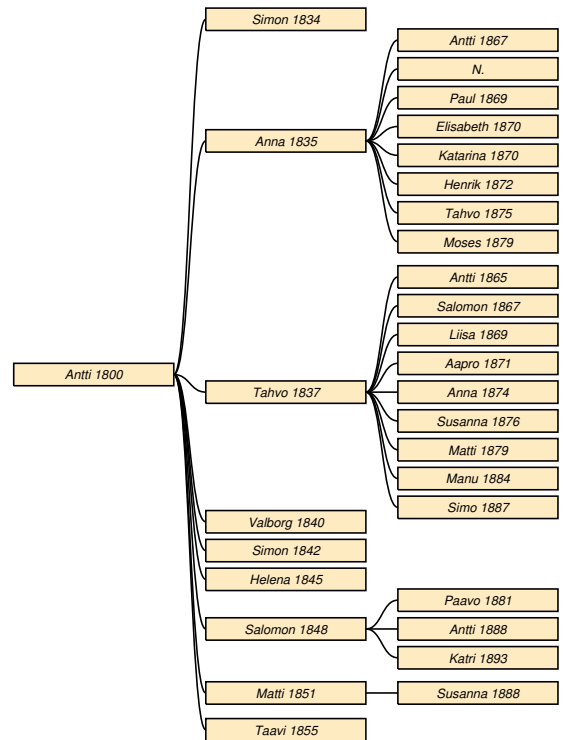 Simon 1834
Antti 1867
N.
Paul 1869
Elisabeth 1870
Anna 1835
Katarina 1870
Henrik 1872
Tahvo 1875
Moses 1879
Antti 1865
Salomon 1867
Liisa 1869
Aapro 1871
Antti 1800
Tahvo 1837
Anna 1874
Susanna 1876
Matti 1879
Manu 1884
Simo 1887
Valborg 1840
Simon 1842
Helena 1845
Paavo 1881
Salomon 1848
Antti 1888
Katri 1893
Matti 1851
Susanna 1888
Taavi 1855